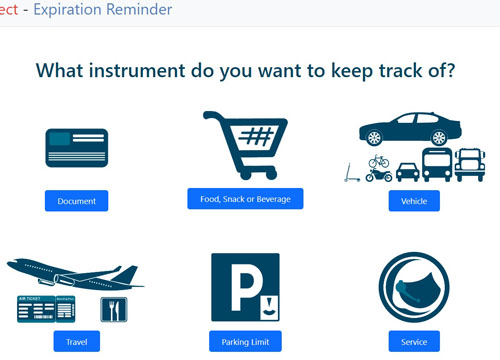 ect - Expiration Reminder
What instrument do you want to keep track of?
Document
Food, Snack or Beverage
Vehicle
AIR TICKET
P
Travel
Parking Limit
Service